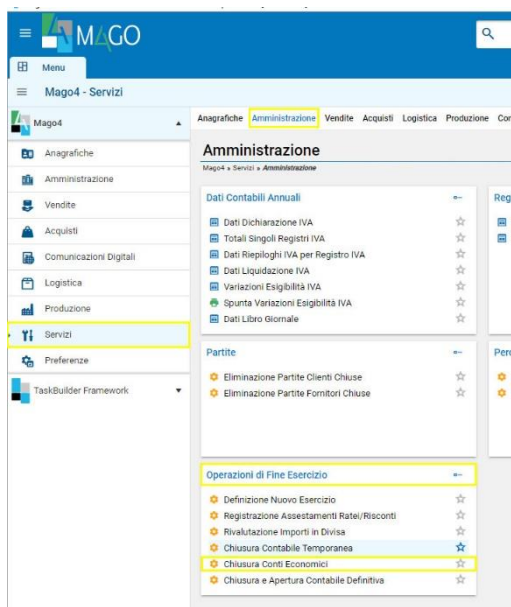 MAGO
Menu
Mago4 - Servizi
Mago4
Anagrafiche
Amministrazione
Vendite
Acquisti
Comunicazioni Digitali
Logistica
Produzione
Servizi
Preferenze
TaskBuilder Framework
Anagrafiche Amministrazione Vendite Acquisti Logistica Produzione Con
Amministrazione
Mago4 » Servizi » Amministrazione
Dati Contabili Annuali
Dati Dichiarazione IVA
Totali Singoli Registri IVA
Dati Riepiloghi IVA per Registro IVA
Dati Liquidazione IVA
Variazioni Esigibilità IVA
Spunta Variazioni Esigibilità IVA
Dati Libro Giornale
Reg
Partite
Eliminazione Partite Clienti Chiuse
Eliminazione Partite Fornitori Chiuse
Perc
Operazioni di Fine Esercizio
Definizione Nuovo Esercizio
Registrazione Assestamenti Ratei/Risconti
Rivalutazione Importi in Divisa
Chiusura Contabile Temporanea
Chiusura Conti Economici
Chiusura e Apertura Contabile Definitiva